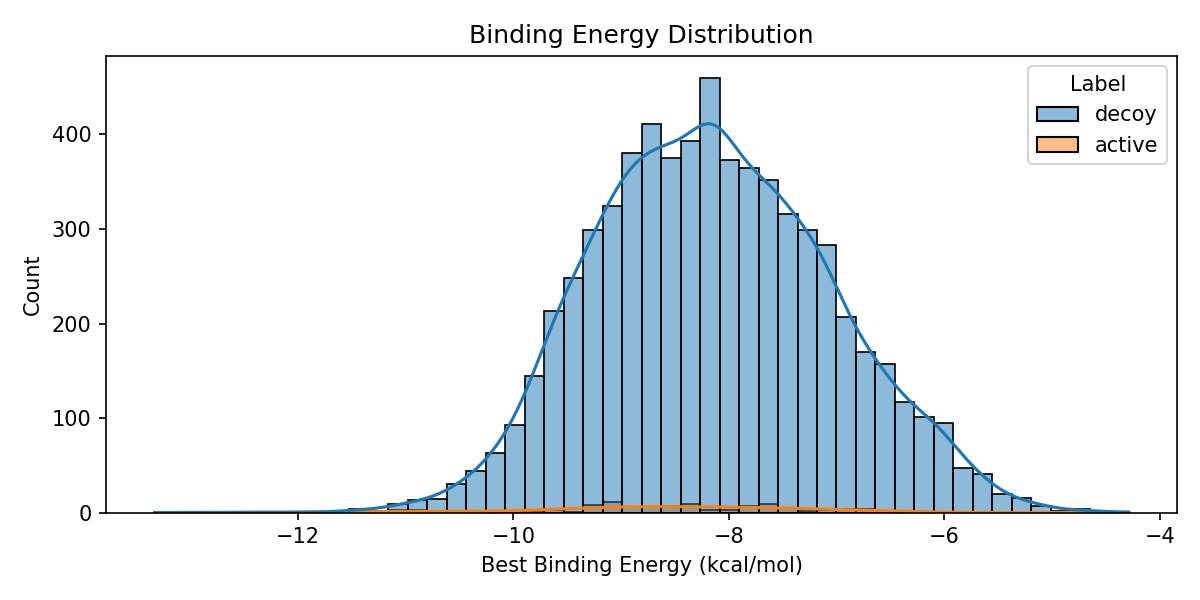 Binding Energy Distribution
Label
decoy
active
400
300
200
100
0
Count
−12
−10
−8
−6
−4
Best Binding Energy (kcal/mol)